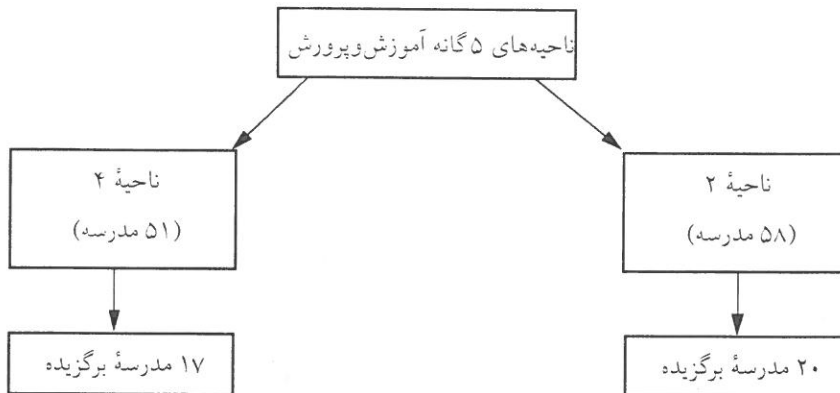 ناحیه‌های ۵ گانه آموزش‌وپرورش
ناحیهٔ ۲
(۵۸ مدرسه)
ناحیهٔ ۴
(۵۱ مدرسه)
۲۰ مدرسهٔ برگزیده
۱۷ مدرسهٔ برگزیده